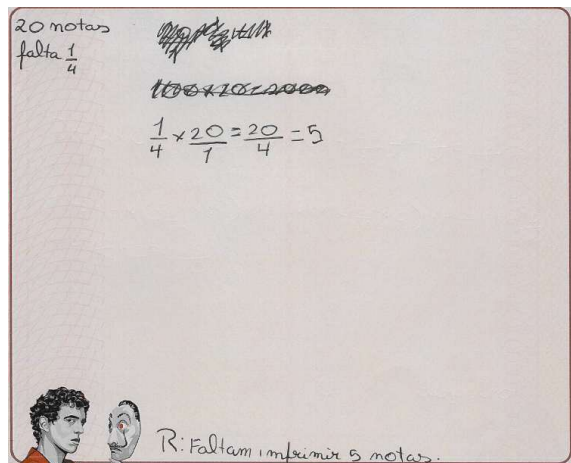 20 notas
falta 1/4
1/4 × 20/1 = 20/4 = 5
R: Faltam imprimir 5 notas.